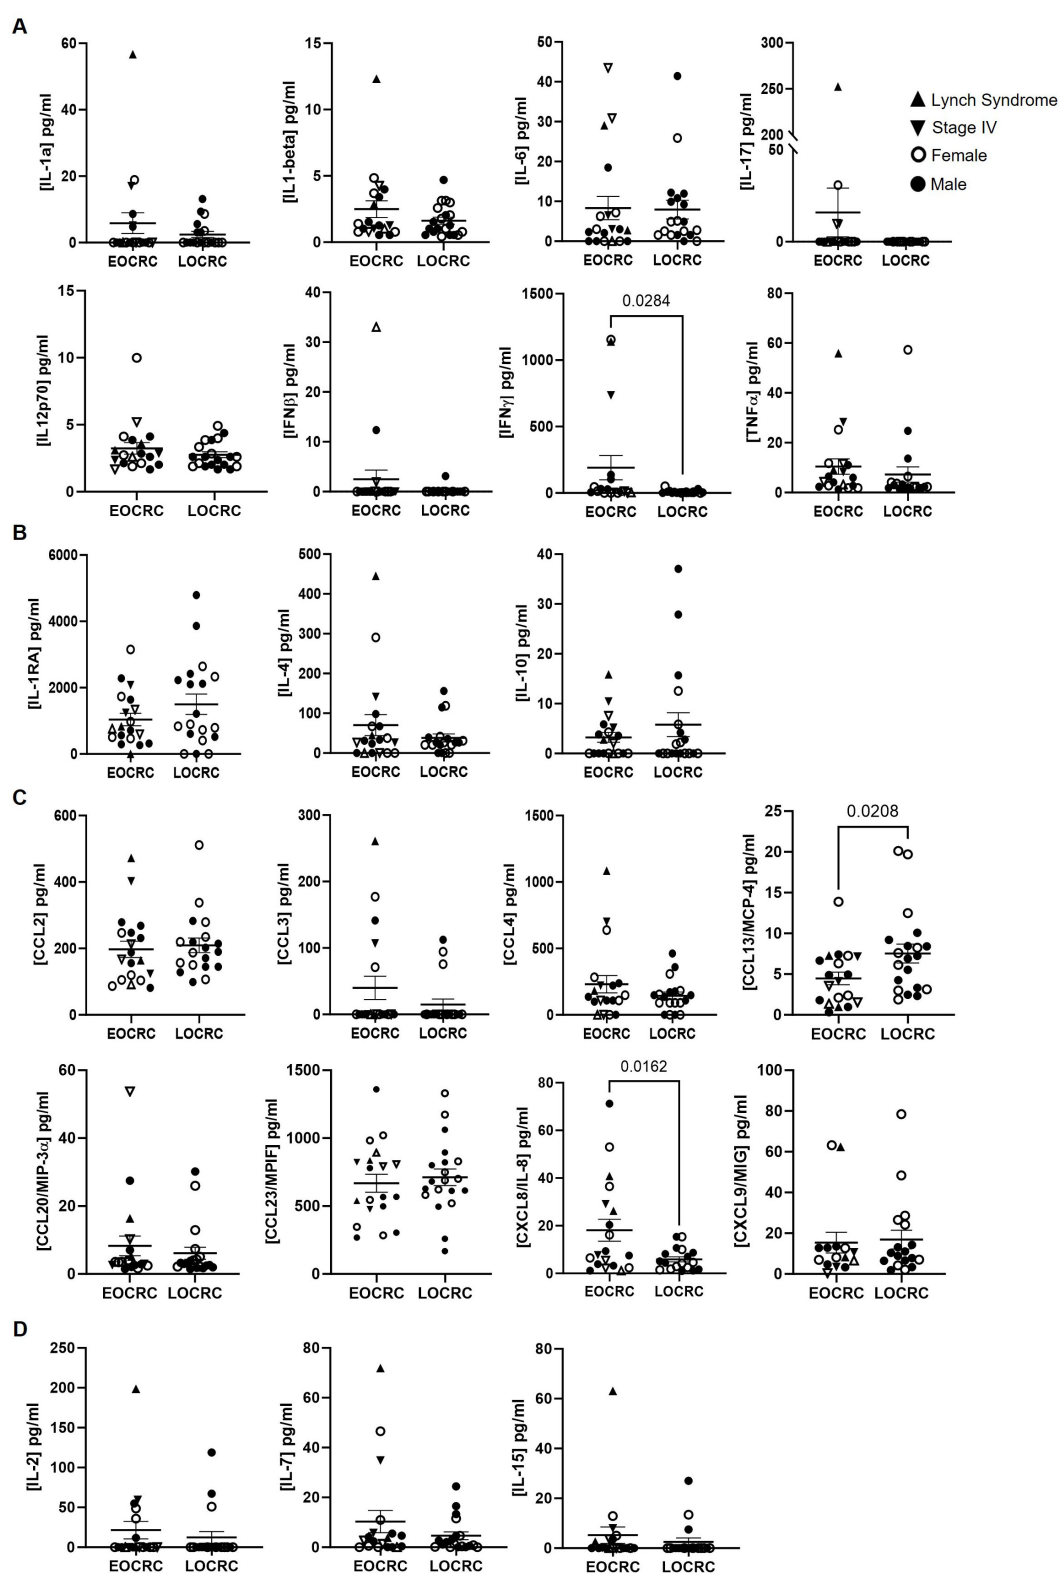 A
[IL-1a] pg/ml
60
40
20
0
EOCRC LOCRC
[IL1-beta] pg/ml
15
10
5
0
EOCRC LOCRC
[IL-6] pg/ml
50
40
30
20
10
0
EOCRC LOCRC
[IL-17] pg/ml
300
250
200
50
0
EOCRC LOCRC
Lynch Syndrome
Stage IV
Female
Male
[IL12p70] pg/ml
15
10
5
0
EOCRC LOCRC
[IFNβ] pg/ml
40
30
20
10
0
EOCRC LOCRC
[IFNγ] pg/ml
1500
1000
500
0
0.0284
EOCRC LOCRC
[TNFα] pg/ml
80
60
40
20
0
EOCRC LOCRC
B
[IL-1RA] pg/ml
6000
4000
2000
0
EOCRC LOCRC
[IL-4] pg/ml
500
400
300
200
100
0
EOCRC LOCRC
[IL-10] pg/ml
40
30
20
10
0
EOCRC LOCRC
C
[CCL2] pg/ml
600
400
200
0
EOCRC LOCRC
[CCL3] pg/ml
300
200
100
0
EOCRC LOCRC
[CCL4] pg/ml
1500
1000
500
0
EOCRC LOCRC
[CCL13/MCP-4] pg/ml
25
20
15
10
5
0
0.0208
EOCRC LOCRC
[CCL20/MIP-3α] pg/ml
60
40
20
0
EOCRC LOCRC
[CCL23/MPIF] pg/ml
1500
1000
500
0
EOCRC LOCRC
[CXCL8/IL-8] pg/ml
80
60
40
20
0
0.0162
EOCRC LOCRC
[CXCL9/MIG] pg/ml
100
80
60
40
20
0
EOCRC LOCRC
D
[IL-2] pg/ml
250
200
150
100
50
0
EOCRC LOCRC
[IL-7] pg/ml
80
60
40
20
0
EOCRC LOCRC
[IL-15] pg/ml
80
60
40
20
0
EOCRC LOCRC